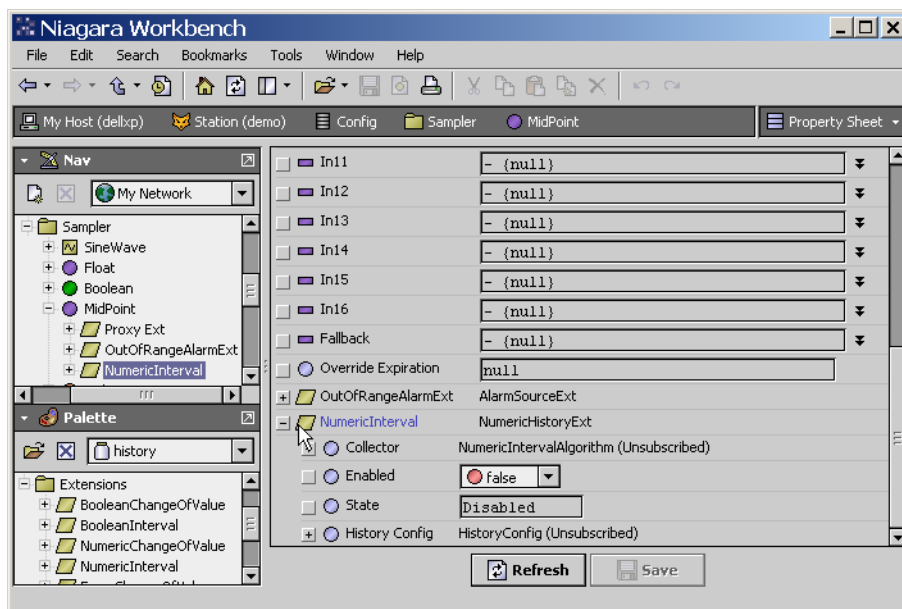 Niagara Workbench
File Edit Search Bookmarks Tools Window Help
My Host (dellxp) Station (demo) Config Sampler MidPoint Property Sheet
Nav
My Network
Sampler
SineWave
Float
Boolean
MidPoint
Proxy Ext
OutOfRangeAlarmExt
NumericInterval
Palette
history
Extensions
BooleanChangeOfValue
BooleanInterval
NumericChangeOfValue
NumericInterval
In11 - {null}
In12 - {null}
In13 - {null}
In14 - {null}
In15 - {null}
In16 - {null}
Fallback - {null}
Override Expiration null
OutOfRangeAlarmExt AlarmSourceExt
NumericInterval NumericHistoryExt
Collector NumericIntervalAlgorithm (Unsubscribed)
Enabled false
State Disabled
History Config HistoryConfig (Unsubscribed)
Refresh Save